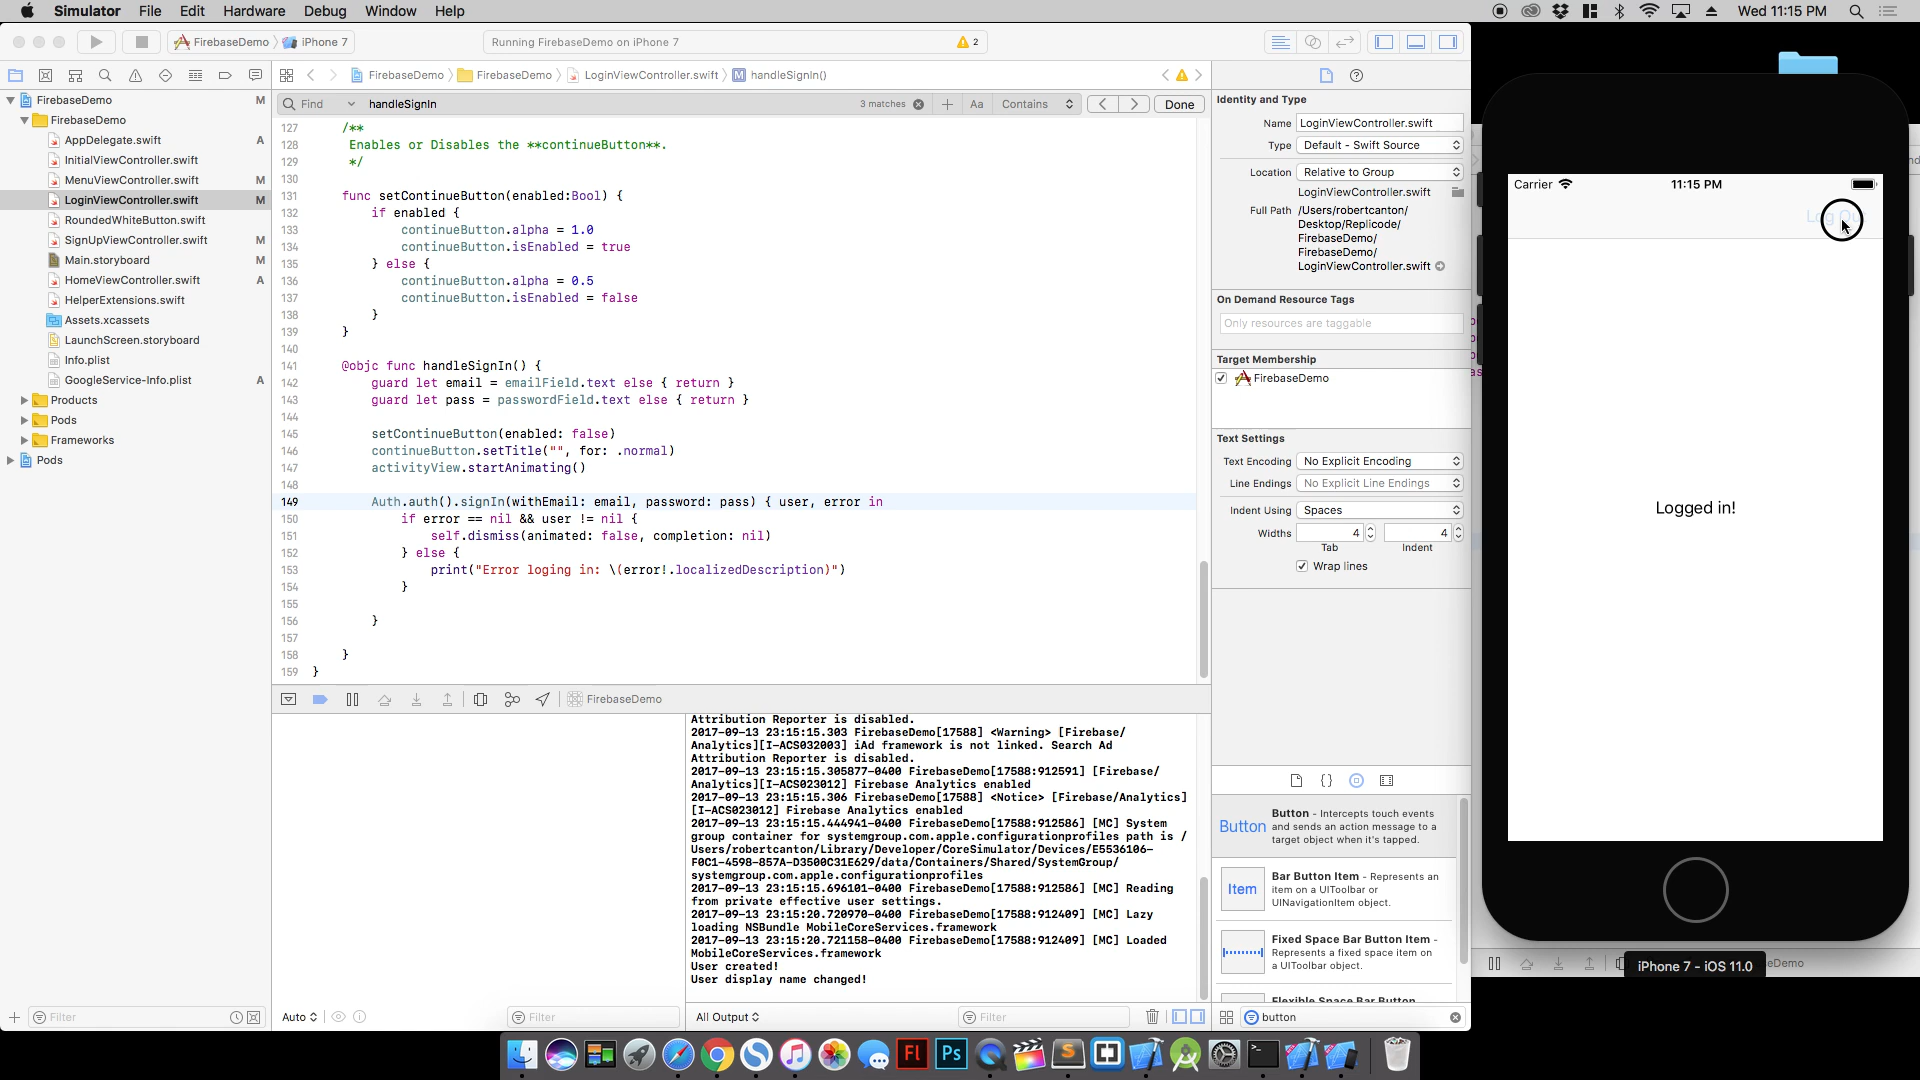 Simulator File Edit Hardware Debug Window Help
Wed 11:15 PM
FirebaseDemo iPhone 7
Running FirebaseDemo on iPhone 7
2
FirebaseDemo FirebaseDemo LoginViewController.swift M handleSignIn()
Find handleSignIn 3 matches Aa Contains Done
FirebaseDemo M
FirebaseDemo
AppDelegate.swift A
InitialViewController.swift
MenuViewController.swift M
LoginViewController.swift M
RoundedWhiteButton.swift
SignUpViewController.swift M
Main.storyboard M
HomeViewController.swift A
HelperExtensions.swift
Assets.xcassets
LaunchScreen.storyboard
Info.plist
GoogleService-Info.plist A
Products
Pods
Frameworks
Pods
Filter
127 /**
128 Enables or Disables the **continueButton**.
129 */
130
131 func setContinueButton(enabled:Bool) {
132 if enabled {
133 continueButton.alpha = 1.0
134 continueButton.isEnabled = true
135 } else {
136 continueButton.alpha = 0.5
137 continueButton.isEnabled = false
138 }
139 }
140
141 @objc func handleSignIn() {
142 guard let email = emailField.text else { return }
143 guard let pass = passwordField.text else { return }
144
145 setContinueButton(enabled: false)
146 continueButton.setTitle("", for: .normal)
147 activityView.startAnimating()
148
149 Auth.auth().signIn(withEmail: email, password: pass) { user, error in
150 if error == nil && user != nil {
151 self.dismiss(animated: false, completion: nil)
152 } else {
153 print("Error loging in: \(error!.localizedDescription)")
154 }
155
156 }
157
158 }
159 }
FirebaseDemo
Auto
Filter
Attribution Reporter is disabled.
2017-09-13 23:15:15.303 FirebaseDemo[17588] <Warning> [Firebase/
Analytics][I-ACS032003] iAd framework is not linked. Search Ad
Attribution Reporter is disabled.
2017-09-13 23:15:15.305877-0400 FirebaseDemo[17588:912591] [Firebase/
Analytics][I-ACS023012] Firebase Analytics enabled
2017-09-13 23:15:15.306 FirebaseDemo[17588] <Notice> [Firebase/Analytics]
[I-ACS023012] Firebase Analytics enabled
2017-09-13 23:15:15.444941-0400 FirebaseDemo[17588:912586] [MC] System
group container for systemgroup.com.apple.configurationprofiles path is /
Users/robertcanton/Library/Developer/CoreSimulator/Devices/E5536106-
F0C1-4598-857A-D3500C31E629/data/Containers/Shared/SystemGroup/
systemgroup.com.apple.configurationprofiles
2017-09-13 23:15:15.696101-0400 FirebaseDemo[17588:912586] [MC] Reading
from private effective user settings.
2017-09-13 23:15:20.720970-0400 FirebaseDemo[17588:912409] [MC] Lazy
loading NSBundle MobileCoreServices.framework
2017-09-13 23:15:20.721158-0400 FirebaseDemo[17588:912409] [MC] Loaded
MobileCoreServices.framework
User created!
User display name changed!
All Output
Filter
Identity and Type
Name LoginViewController.swift
Type Default - Swift Source
Location Relative to Group
LoginViewController.swift
Full Path /Users/robertcanton/
Desktop/Replicode/
FirebaseDemo/
FirebaseDemo/
LoginViewController.swift
On Demand Resource Tags
Only resources are taggable
Target Membership
FirebaseDemo
Text Settings
Text Encoding No Explicit Encoding
Line Endings No Explicit Line Endings
Indent Using Spaces
Widths 4 4
Tab Indent
Wrap lines
{}
Button
Button - Intercepts touch events
and sends an action message to a
target object when it's tapped.
Item
Bar Button Item - Represents an
item on a UIToolbar or
UINavigationItem object.
Fixed Space Bar Button Item -
Represents a fixed space item on
a UIToolbar object.
Flexible Space Bar Button
button
Carrier 11:15 PM
Log Out
Logged in!
iPhone 7 - iOS 11.0
Fl Ps